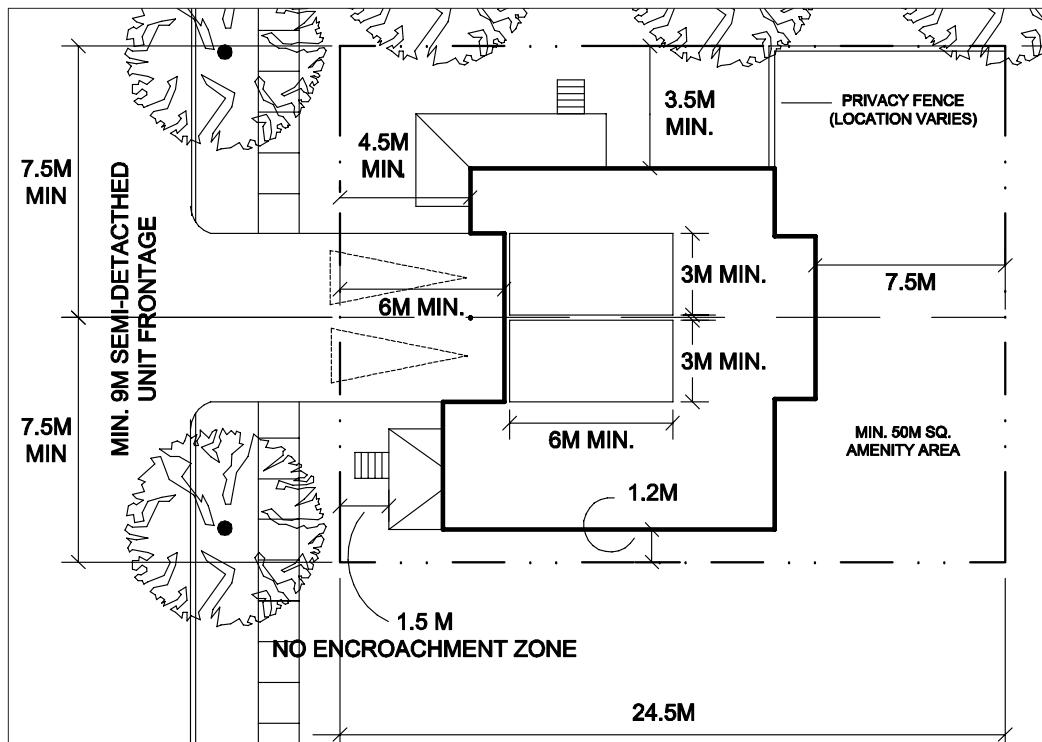 3.5M
MIN.
PRIVACY FENCE
(LOCATION VARIES)
4.5M
MIN.
7.5M
MIN
MIN. 9M SEMI-DETACTHED
UNIT FRONTAGE
3M MIN.
7.5M
6M MIN.
3M MIN.
7.5M
MIN
6M MIN.
MIN. 50M SQ.
AMENITY AREA
1.2M
1.5 M
NO ENCROACHMENT ZONE
24.5M